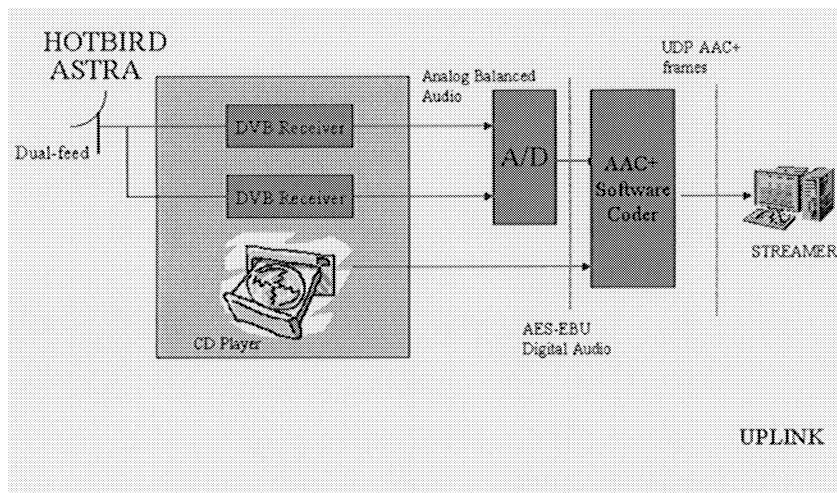 HOTBIRD
ASTRA
Dual-feed
DVB Receiver
DVB Receiver
CD Player
Analog Balanced
Audio
A/D
AES-EBU
Digital Audio
AAC+
Software
Coder
UDP AAC+
frames
STREAMER
UPLINK